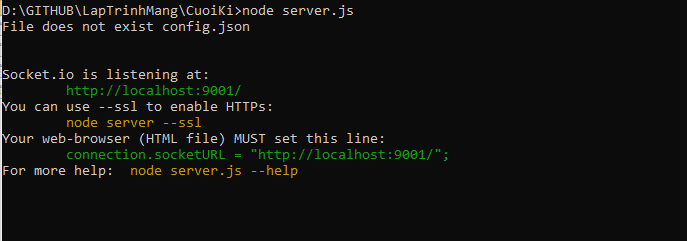 D:\GITHUB\LapTrinhMang\CuoiKi>node server.js
File does not exist config.json
Socket.io is listening at:
http://localhost:9001/
You can use --ssl to enable HTTPs:
node server --ssl
Your web-browser (HTML file) MUST set this line:
connection.socketURL = "http://localhost:9001/";
For more help:  node server.js --help